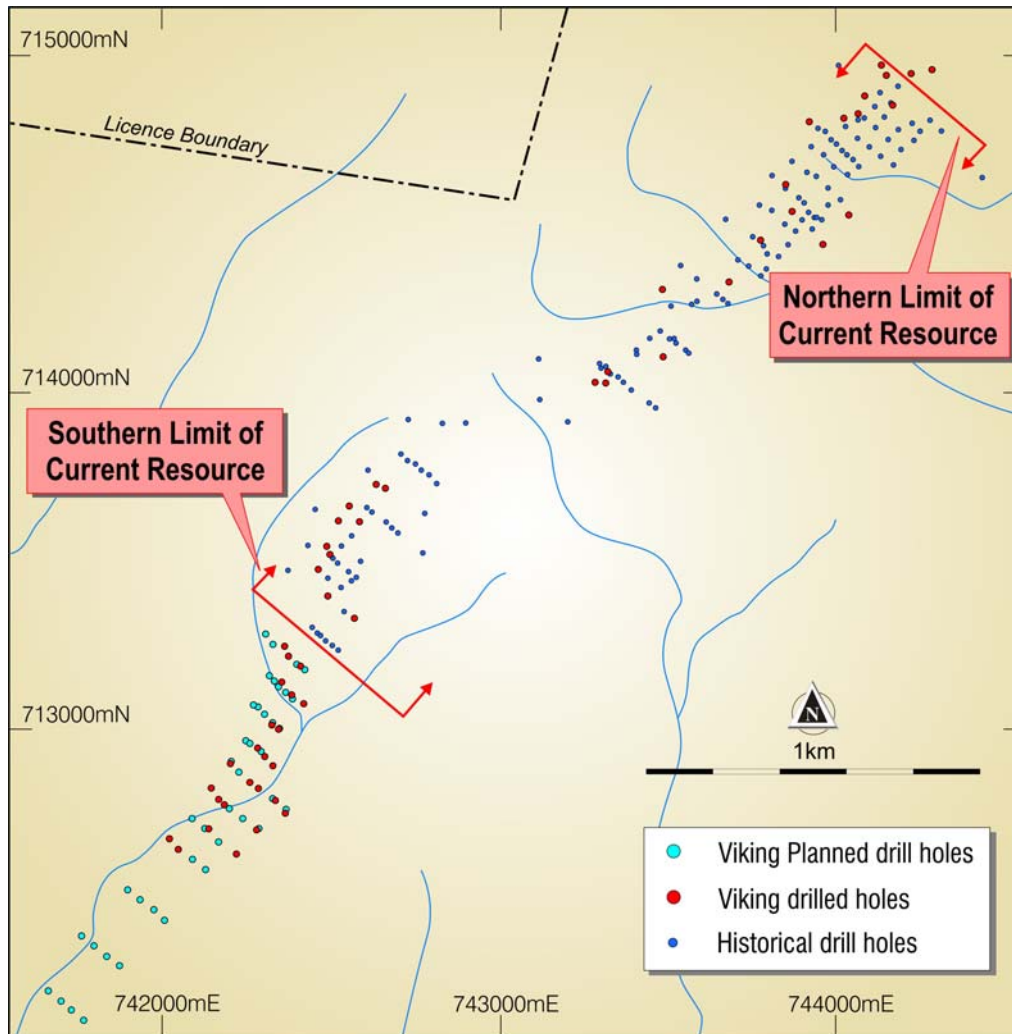 715000mN
Licence Boundary
Northern Limit of
Current Resource
714000mN
Southern Limit of
Current Resource
713000mN
N
1km
Viking Planned drill holes
Viking drilled holes
Historical drill holes
742000mE
743000mE
744000mE